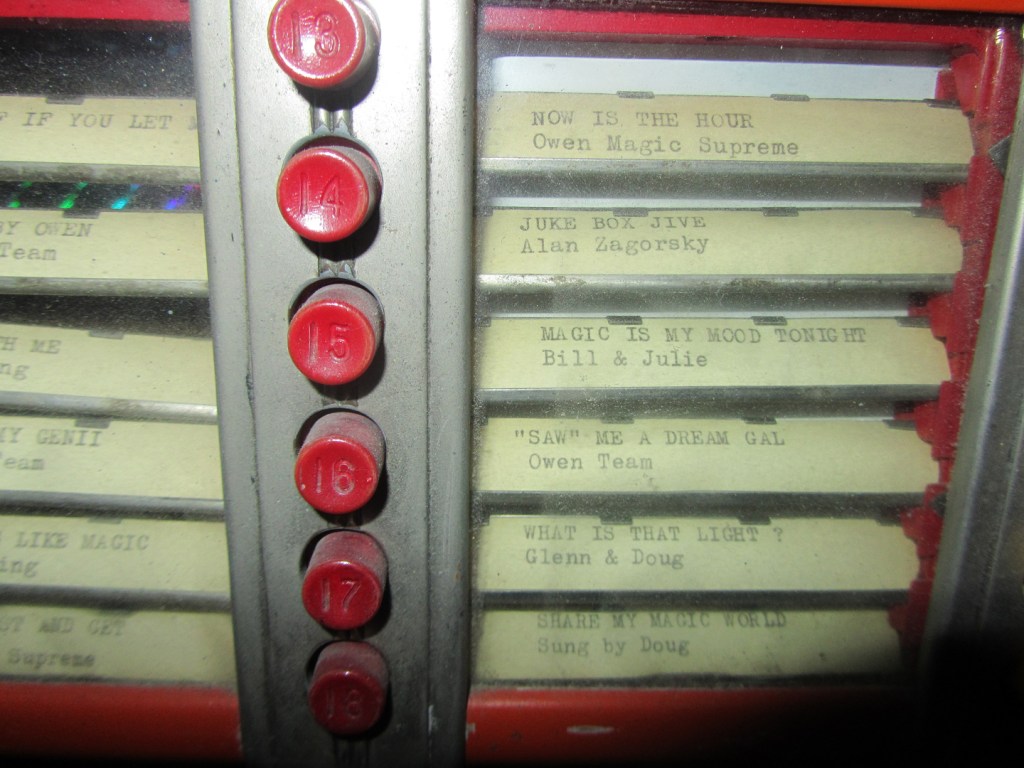 F IF YOU LET
BY OWEN
Team
TH ME
ng
MY GENII
Team
LIKE MAGIC
ing
AND GET
Supreme
13
14
15
16
17
18
NOW IS THE HOUR
Owen Magic Supreme
JUKE BOX JIVE
Alan Zagorsky
MAGIC IS MY MOOD TONIGHT
Bill & Julie
"SAW" ME A DREAM GAL
Owen Team
WHAT IS THAT LIGHT ?
Glenn & Doug
SHARE MY MAGIC WORLD
Sung by Doug